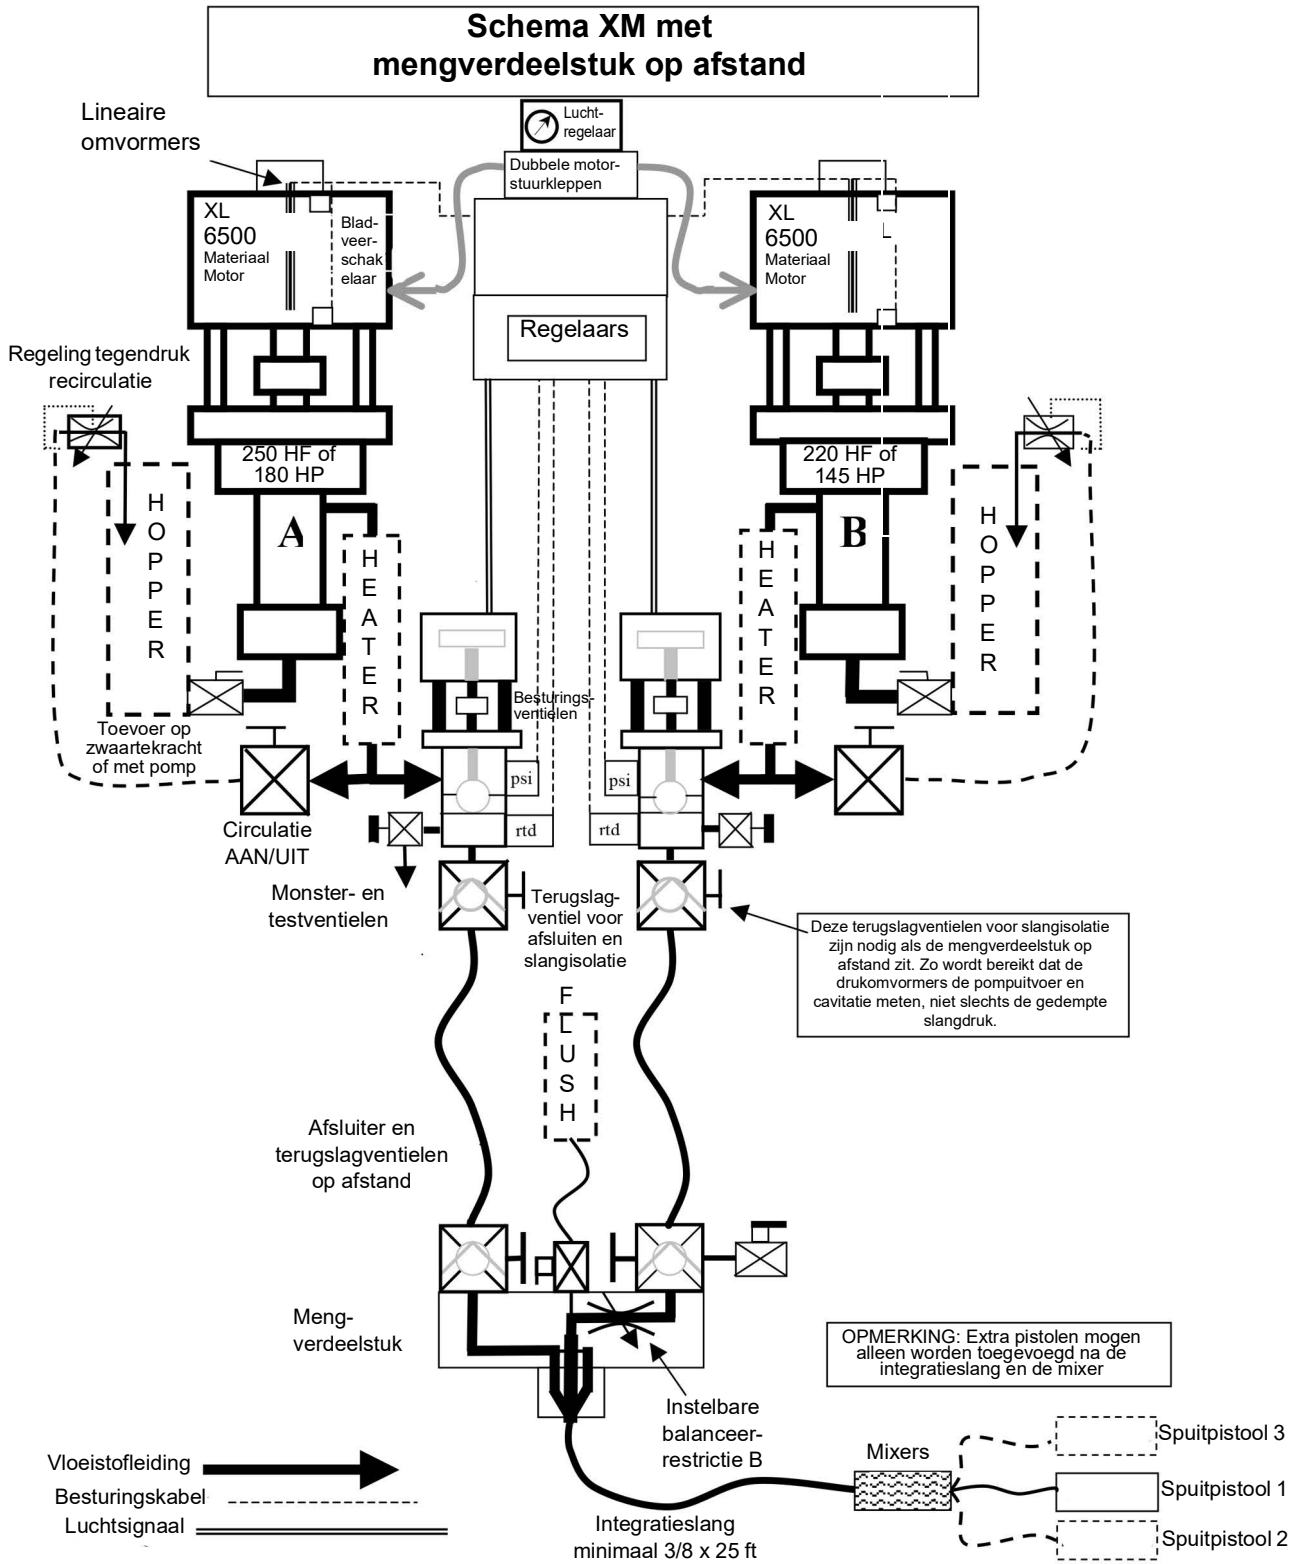 Schema XM met
mengverdeelstuk op afstand
Lucht-
regelaar
Lineaire
omvormers
Dubbele motor-
stuurkleppen
XL
6500
Materiaal
Motor
Blad-
veer-
schak
elaar
XL
6500
Materiaal
Motor
Regelaars
Regeling tegendruk
recirculatie
250 HF of
180 HP
220 HF of
145 HP
H
O
P
P
E
R
A
H
E
A
T
E
R
H
E
A
T
E
R
B
H
O
P
P
E
R
Besturings-
ventielen
Toevoer op
zwaartekracht
of met pomp
psi
psi
rtd
rtd
Circulatie
AAN/UIT
Monster- en
testventielen
Terugslag-
ventiel voor
afsluiten en
slangisolatie
Deze terugslagventielen voor slangisolatie
zijn nodig als de mengverdeelstuk op
afstand zit. Zo wordt bereikt dat de
drukomvormers de pompuitvoer en
cavitatie meten, niet slechts de gedempte
slangdruk.
F
L
U
S
H
Afsluiter en
terugslagventielen
op afstand
Meng-
verdeelstuk
OPMERKING: Extra pistolen mogen
alleen worden toegevoegd na de
integratieslang en de mixer
Instelbare
balanceer-
restrictie B
Mixers
Spuitpistool 3
Spuitpistool 1
Spuitpistool 2
Vloeistofleiding
Besturingskabel
Luchtsignaal
Integratieslang
minimaal 3/8 x 25 ft